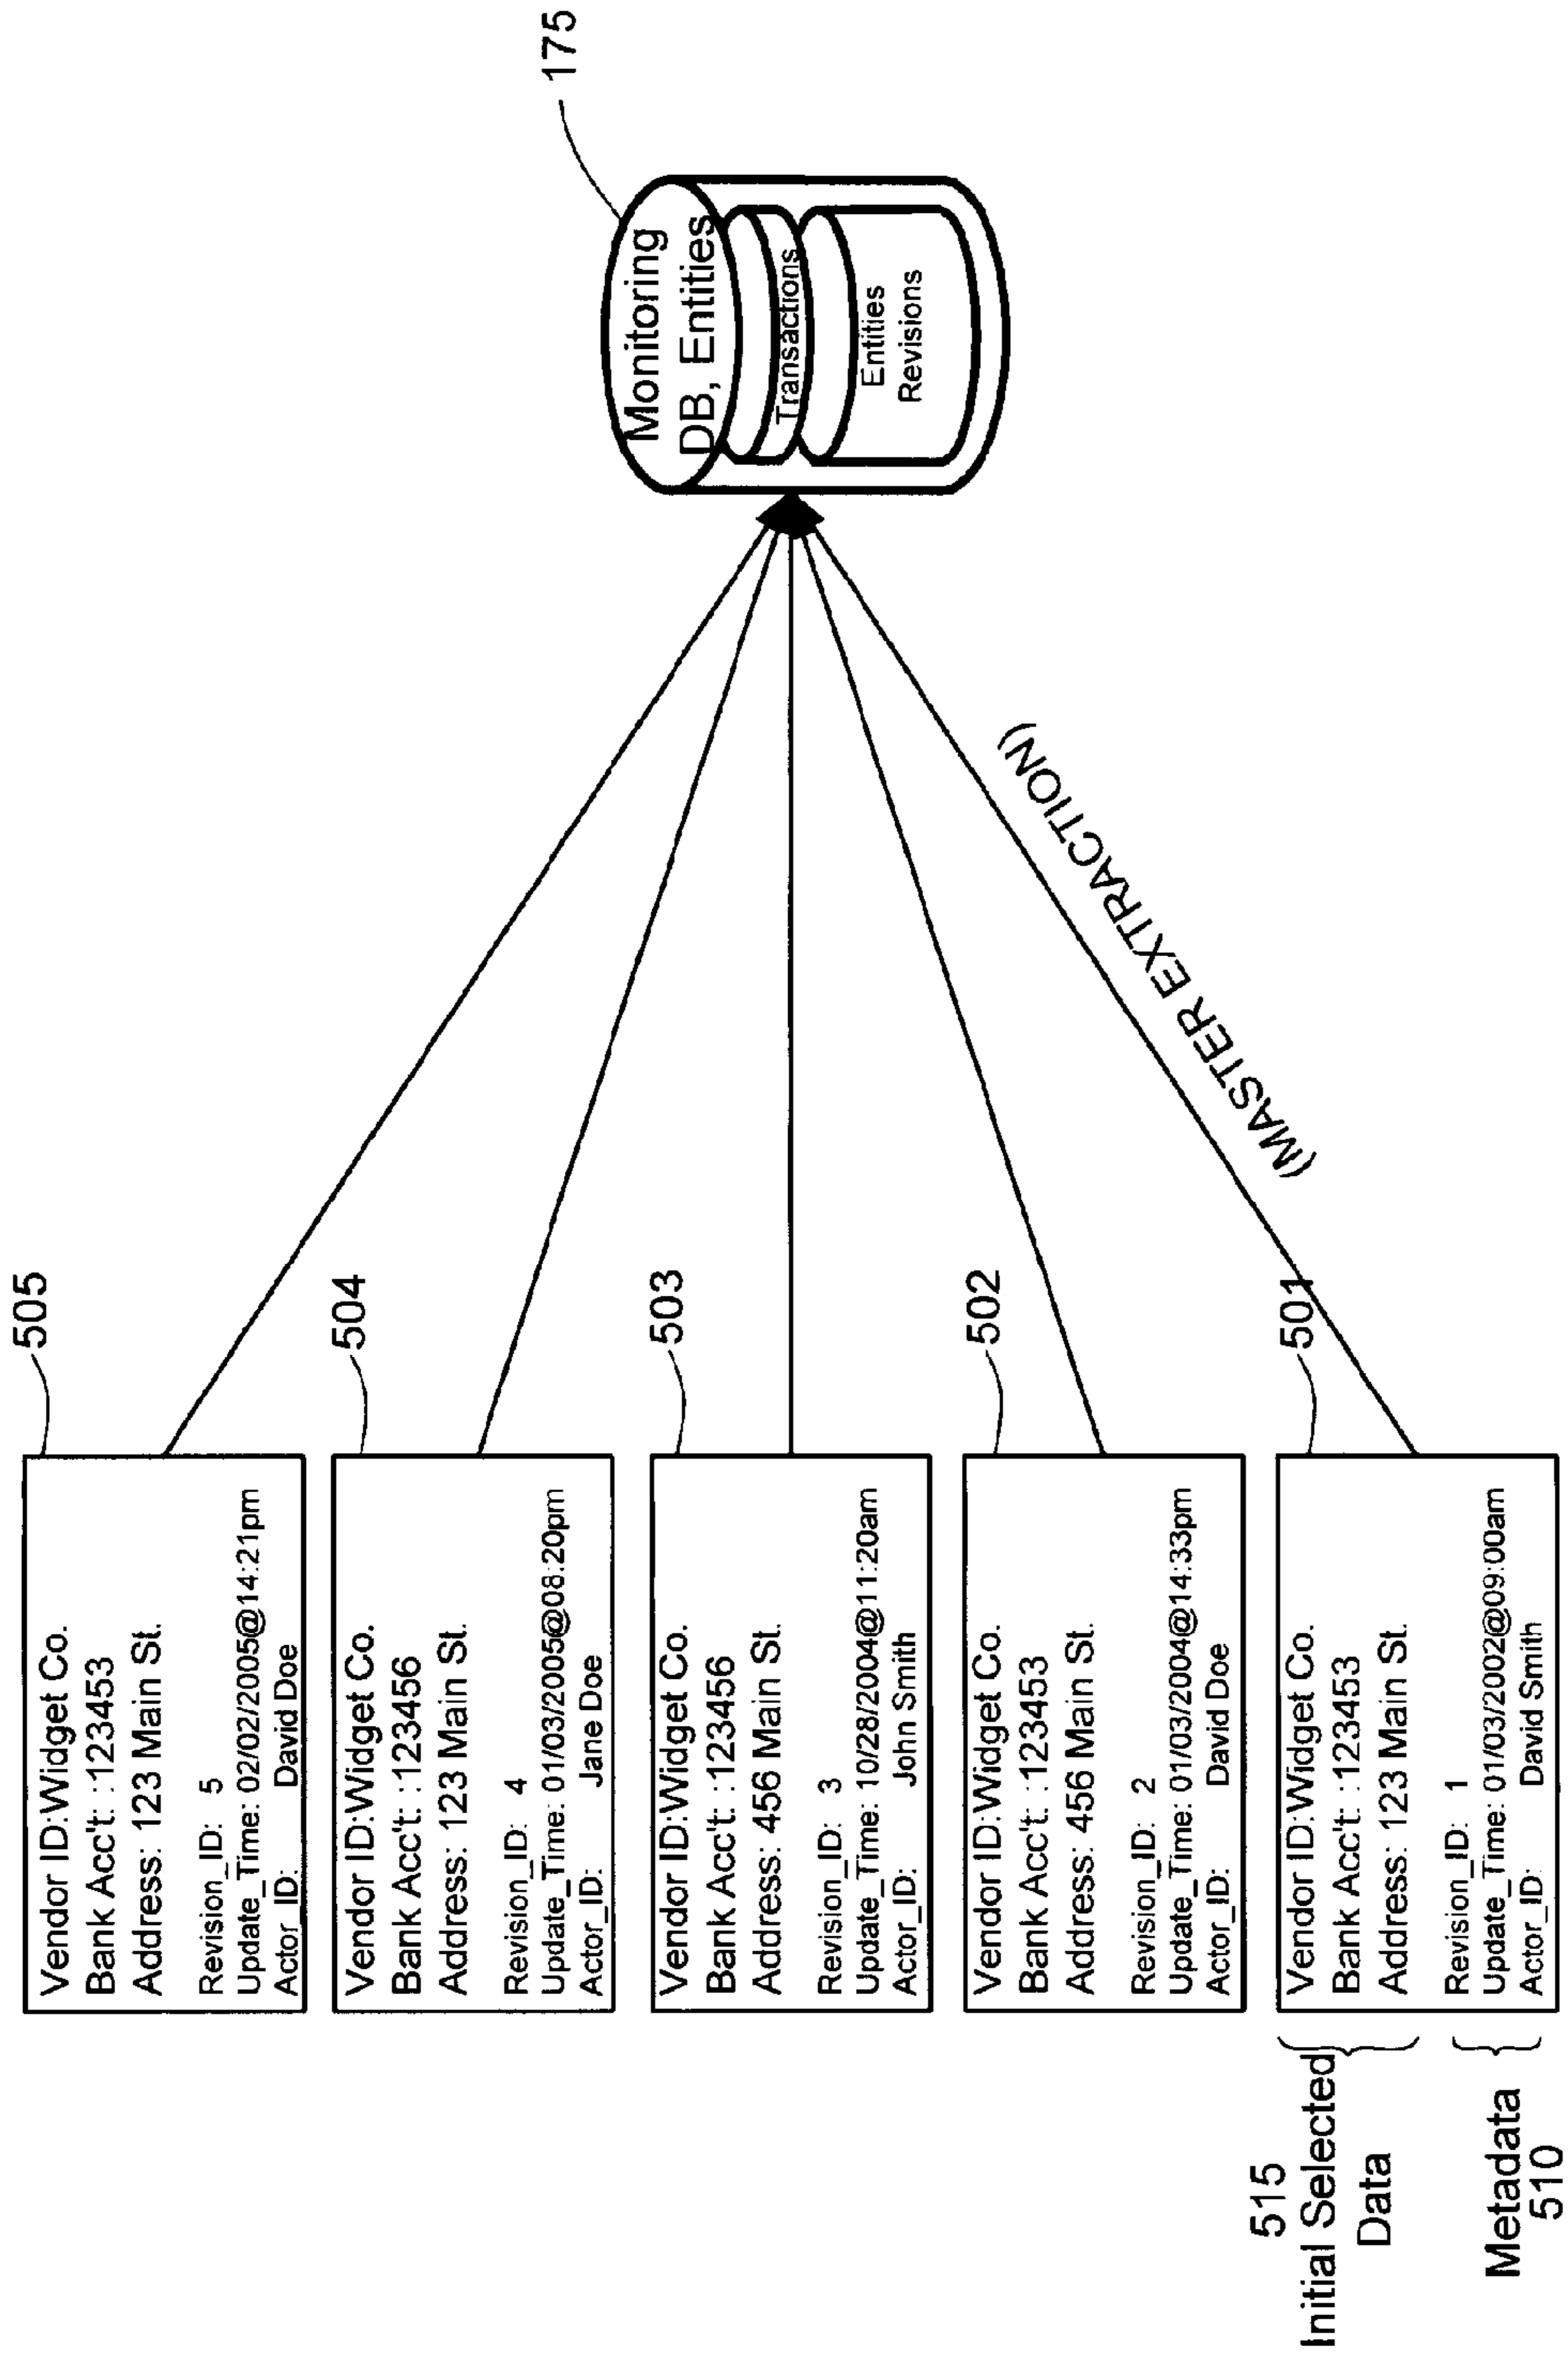 505
Vendor ID:Widget Co.
Bank Acc't: :123453
Address: 123 Main St.
Revision_ID: 5
Update_Time: 02/02/2005@14:21pm
Actor_ID: David Doe
504
Vendor ID:Widget Co.
Bank Acc't: :123456
Address: 123 Main St.
Revision_ID: 4
Update_Time: 01/03/2005@08:20pm
Actor_ID: Jane Doe
503
Vendor ID:Widget Co.
Bank Acc't: :123456
Address: 456 Main St.
Revision_ID: 3
Update_Time: 10/28/2004@11:20am
Actor_ID: John Smith
502
Vendor ID:Widget Co.
Bank Acc't: :123453
Address: 456 Main St.
Revision_ID: 2
Update_Time: 01/03/2004@14:33pm
Actor_ID: David Doe
501
Vendor ID:Widget Co.
Bank Acc't: :123453
Address: 123 Main St.
Revision_ID: 1
Update_Time: 01/03/2002@09:00am
Actor_ID: David Smith
515
Initial Selected
Data
Metadata
510
(MASTER EXTRACTION)
175
Monitoring
DB, Entities
Transactions
Entities
Revisions